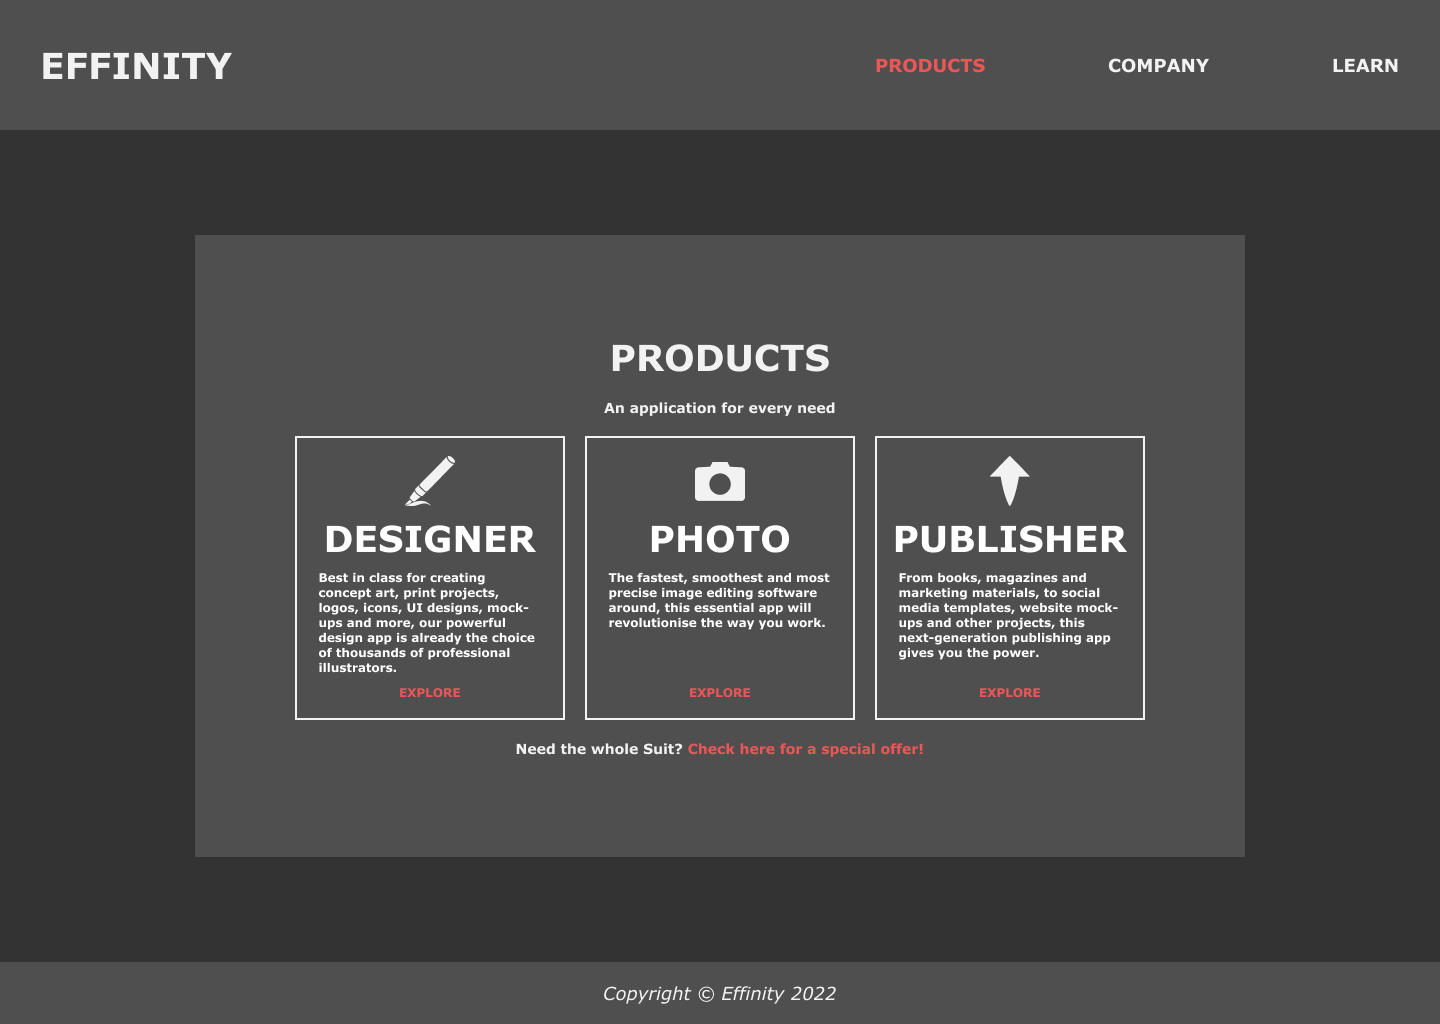 EFFINITY
PRODUCTS
COMPANY
LEARN
PRODUCTS
An application for every need
DESIGNER
Best in class for creating
concept art, print projects,
logos, icons, UI designs, mock-
ups and more, our powerful
design app is already the choice
of thousands of professional
illustrators.
EXPLORE
PHOTO
The fastest, smoothest and most
precise image editing software
around, this essential app will
revolutionise the way you work.
EXPLORE
PUBLISHER
From books, magazines and
marketing materials, to social
media templates, website mock-
ups and other projects, this
next-generation publishing app
gives you the power.
EXPLORE
Need the whole Suit? Check here for a special offer!
Copyright © Effinity 2022